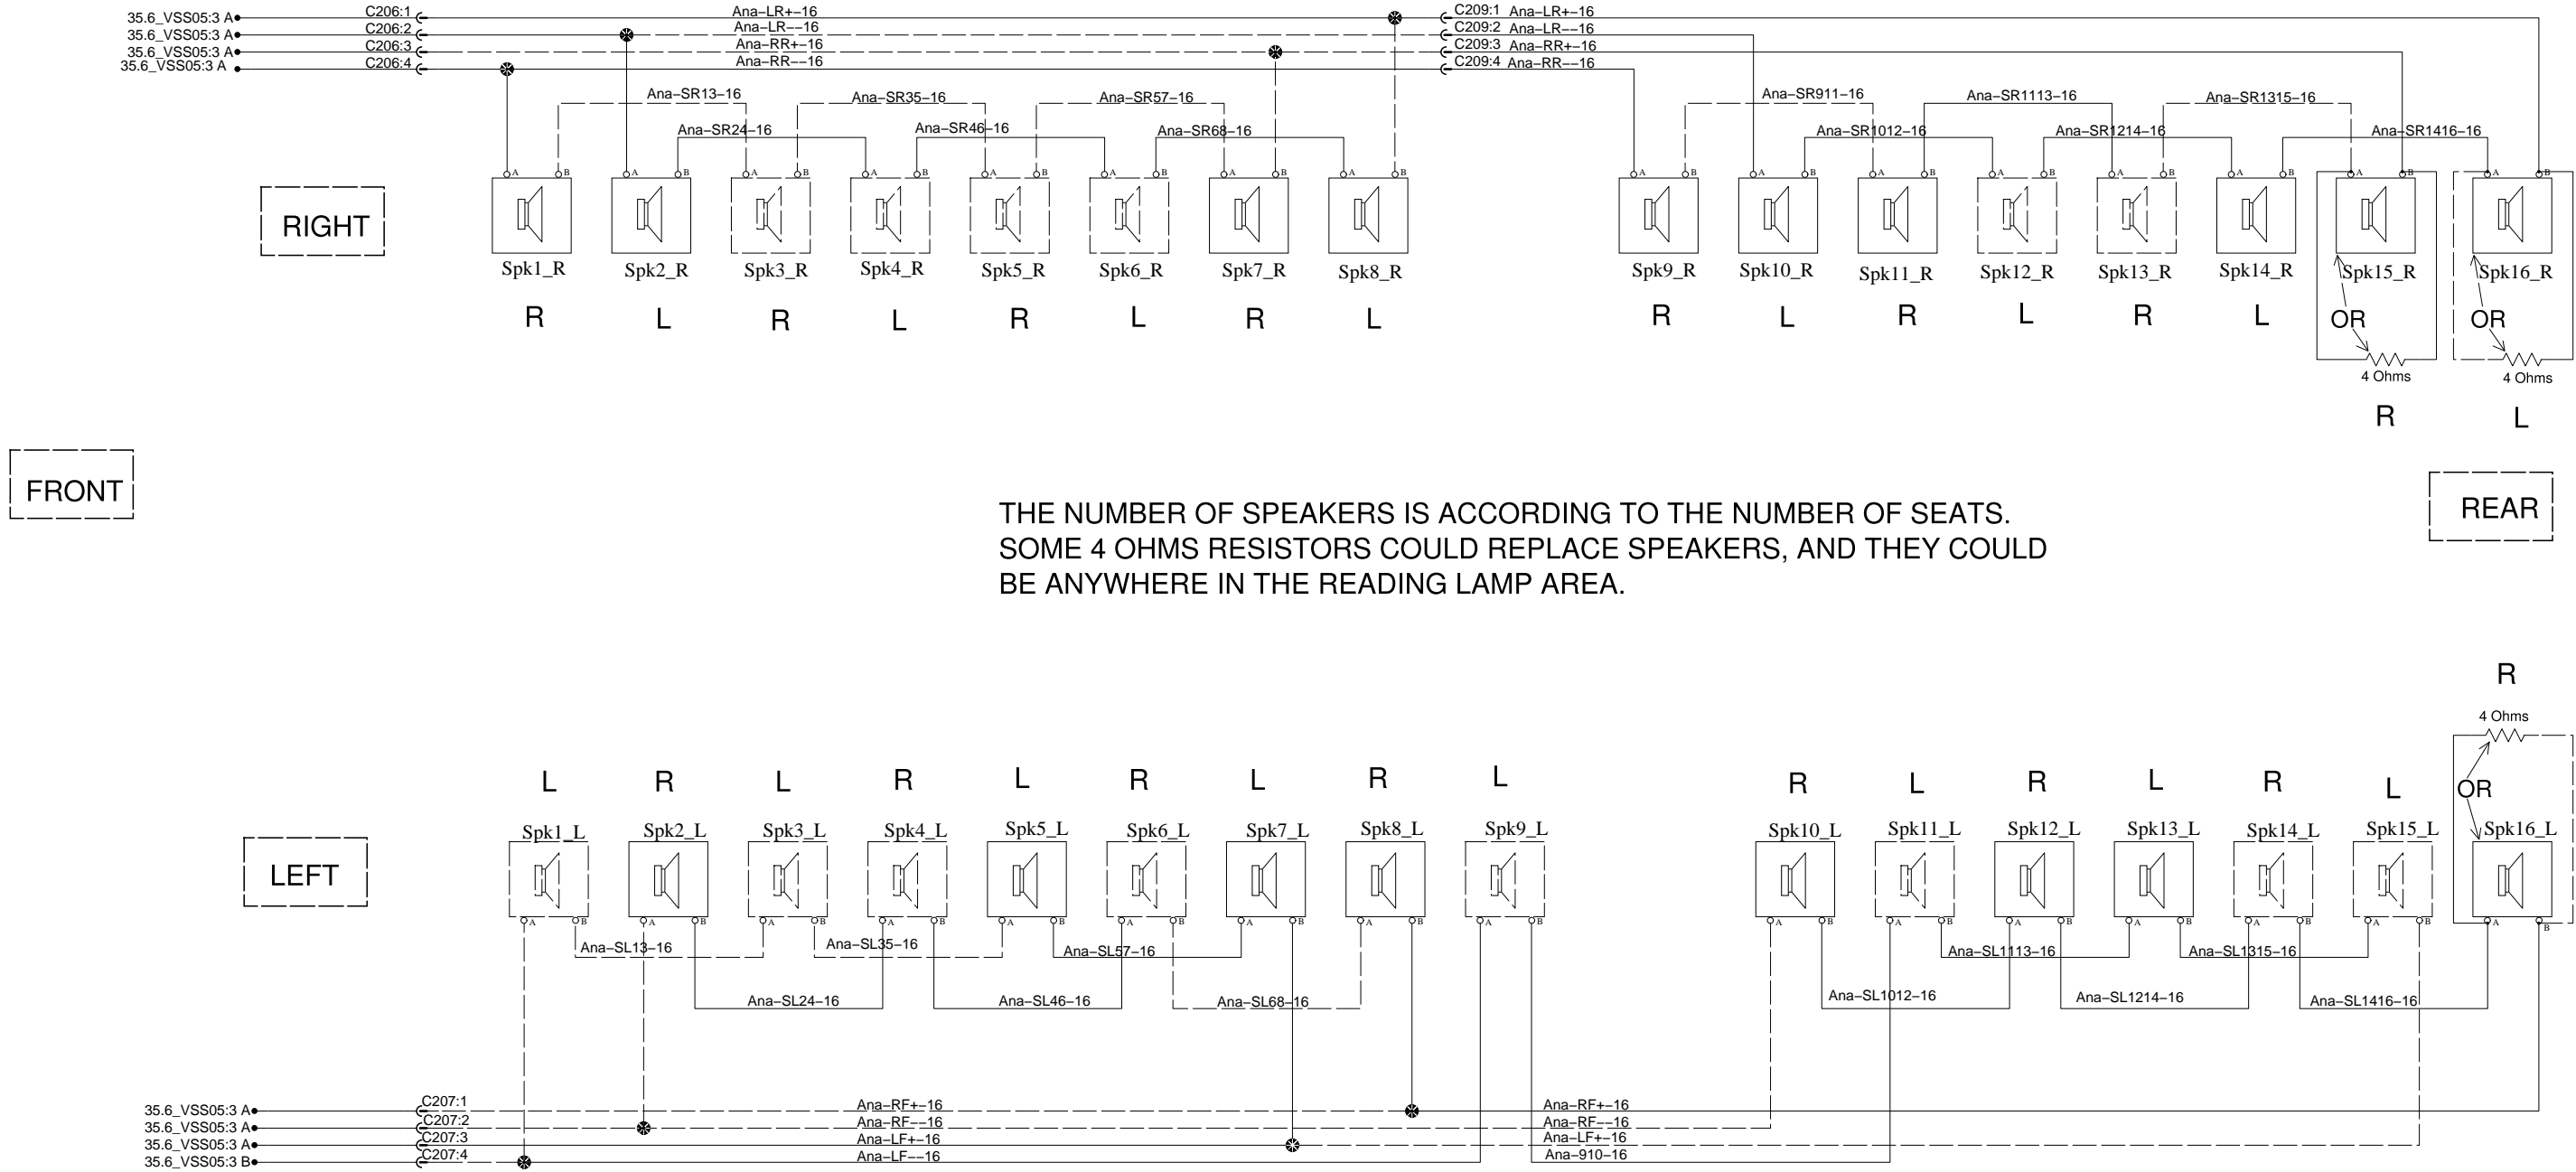 35.6_VSS05:3 A C206:1 Ana-LR+-16 C209:1 Ana-LR+-16
35.6_VSS05:3 A C206:2 Ana-LR--16 C209:2 Ana-LR--16
35.6_VSS05:3 A C206:3 Ana-RR+-16 C209:3 Ana-RR+-16
35.6_VSS05:3 A C206:4 Ana-RR--16 C209:4 Ana-RR--16
Ana-SR13-16 Ana-SR35-16 Ana-SR57-16 Ana-SR911-16 Ana-SR1113-16 Ana-SR1315-16
Ana-SR24-16 Ana-SR46-16 Ana-SR68-16 Ana-SR1012-16 Ana-SR1214-16 Ana-SR1416-16
A B A B A B A B A B A B A B A B A B A B A B A B A B A B A B A B
RIGHT
Spk1_R Spk2_R Spk3_R Spk4_R Spk5_R Spk6_R Spk7_R Spk8_R Spk9_R Spk10_R Spk11_R Spk12_R Spk13_R Spk14_R Spk15_R Spk16_R
R L R L R L R L R L R L R L OR OR
4 Ohms 4 Ohms
R L
FRONT
REAR
THE NUMBER OF SPEAKERS IS ACCORDING TO THE NUMBER OF SEATS.
SOME 4 OHMS RESISTORS COULD REPLACE SPEAKERS, AND THEY COULD
BE ANYWHERE IN THE READING LAMP AREA.
R
4 Ohms
L R L R L R L R L R L R L R L OR
Spk1_L Spk2_L Spk3_L Spk4_L Spk5_L Spk6_L Spk7_L Spk8_L Spk9_L Spk10_L Spk11_L Spk12_L Spk13_L Spk14_L Spk15_L Spk16_L
LEFT
A B A B A B A B A B A B A B A B A B A B A B A B A B A B A B A B
Ana-SL13-16 Ana-SL35-16 Ana-SL57-16 Ana-SL1113-16 Ana-SL1315-16
Ana-SL24-16 Ana-SL46-16 Ana-SL68-16 Ana-SL1012-16 Ana-SL1214-16 Ana-SL1416-16
35.6_VSS05:3 A C207:1 Ana-RF+-16 Ana-RF+-16
35.6_VSS05:3 A C207:2 Ana-RF--16 Ana-RF--16
35.6_VSS05:3 A C207:3 Ana-LF+-16 Ana-LF+-16
35.6_VSS05:3 B C207:4 Ana-LF--16 Ana-910-16